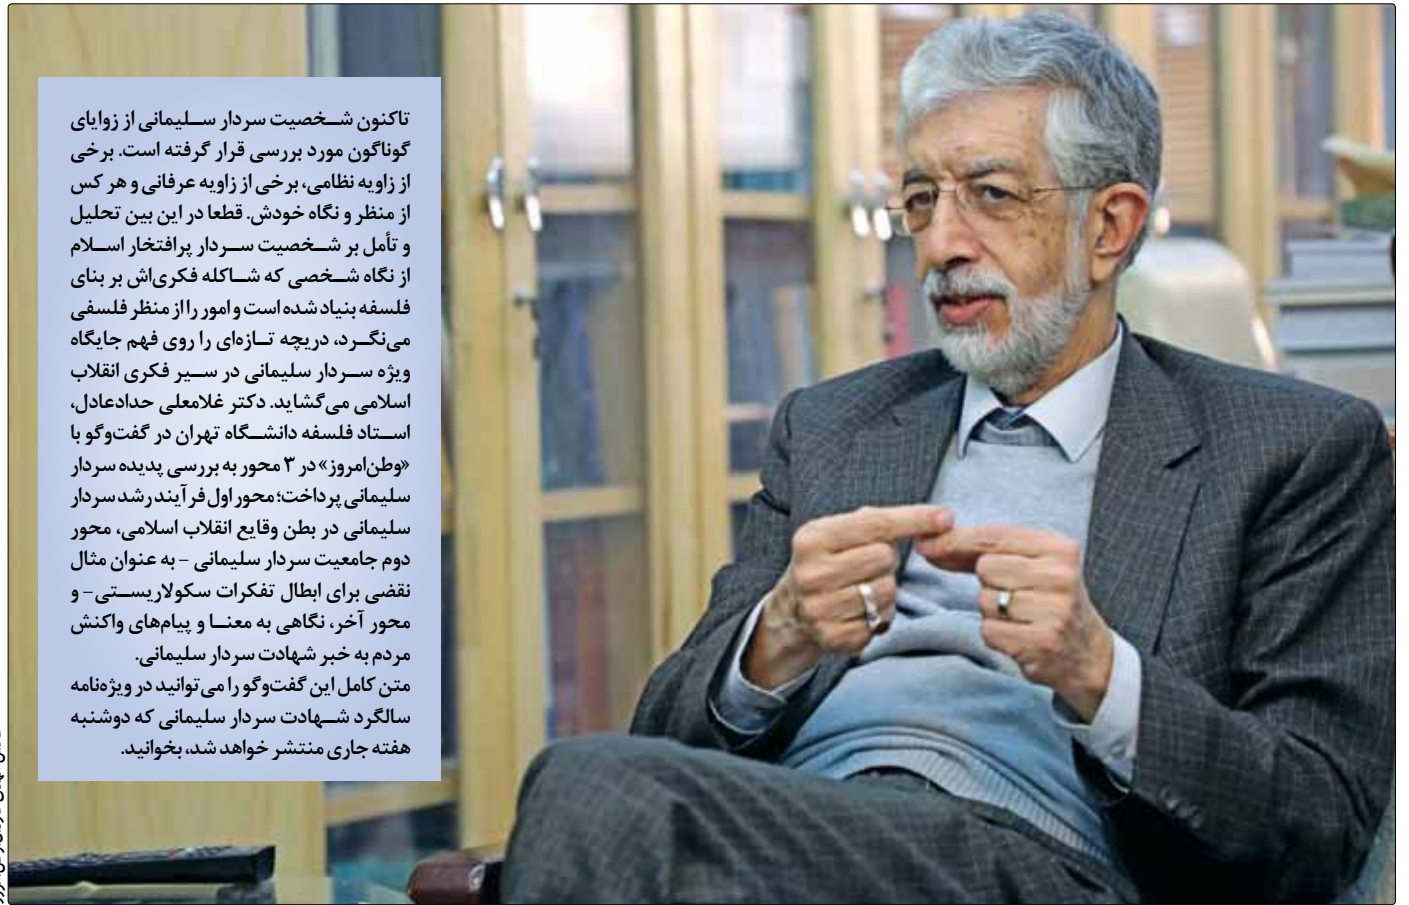 تاکنون شخصیت سردار سلیمانی از زوایای
گوناگون مورد بررسی قرار گرفته است. برخی
از زاویه نظامی، برخی از زاویه عرفانی و هر کس
از منظر و نگاه خودش. قطعا در این بین تحلیل
و تأمل بر شخصیت سردار پرافتخار اسلام
از نگاه شخصی که شاکله فکری‌اش بر بنای
فلسفه بنیاد شده است و امور را از منظر فلسفی
می‌نگرد، دریچه تازه‌ای را روی فهم جایگاه
ویژه سردار سلیمانی در سیر فکری انقلاب
اسلامی می‌گشاید. دکتر غلامعلی حدادعادل،
استاد فلسفه دانشگاه تهران در گفت‌وگو با
«وطن‌امروز» در ۳ محور به بررسی پدیده سردار
سلیمانی پرداخت؛ محور اول فرآیند رشد سردار
سلیمانی در بطن وقایع انقلاب اسلامی، محور
دوم جامعیت سردار سلیمانی - به عنوان مثال
نقضی برای ابطال تفکرات سکولاریستی- و
محور آخر، نگاهی به معنا و پیام‌های واکنش
مردم به خبر شهادت سردار سلیمانی.
متن کامل این گفت‌وگو را می‌توانید در ویژه‌نامه
سالگرد شهادت سردار سلیمانی که دوشنبه
هفته جاری منتشر خواهد شد، بخوانید.